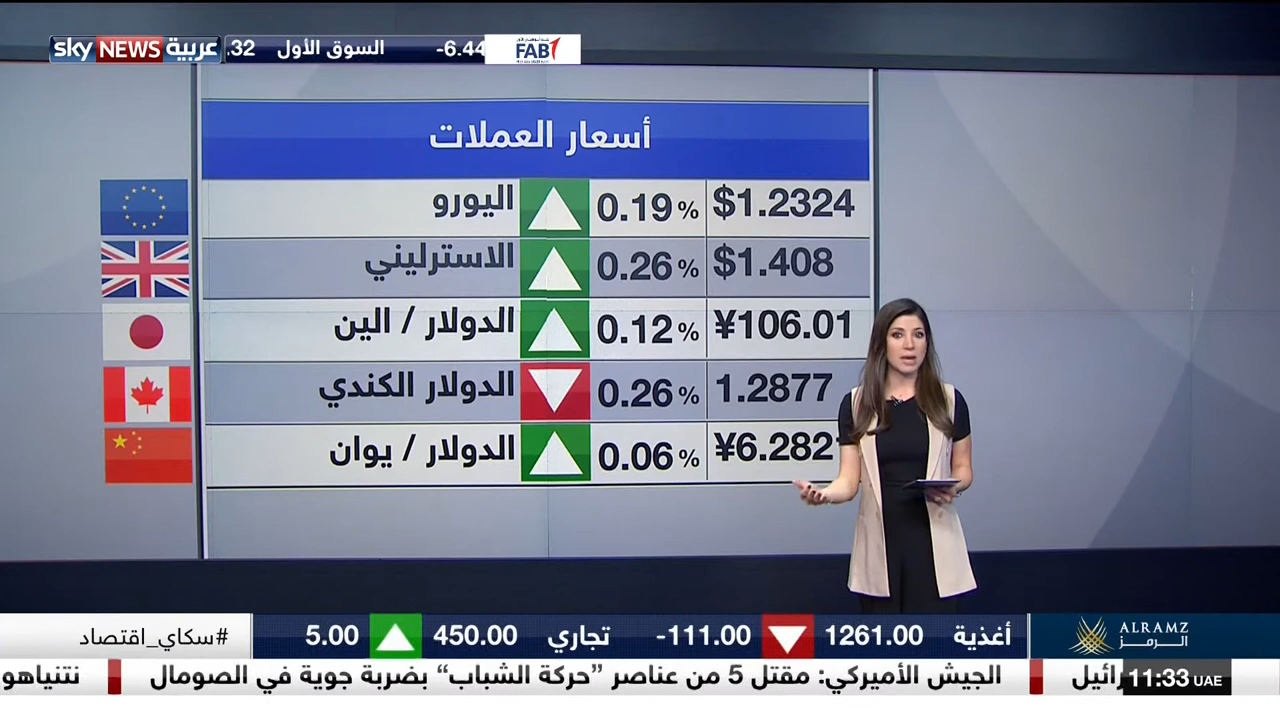 sky NEWS عربية
.32 السوق الأول -6.44
FAB
أسعار العملات
اليورو 0.19% $1.2324
الاسترليني 0.26% $1.408
الدولار / الين 0.12% ¥106.01
الدولار الكندي 0.26% 1.2877
الدولار / يوان 0.06% ¥6.282
ALRAMZ
الرمز
أغذية 1261.00 -111.00 تجاري 450.00 5.00
#سكاي_اقتصاد
11:33 UAE
الجيش الأميركي: مقتل 5 من عناصر "حركة الشباب" بضربة جوية في الصومال
نتنياهو